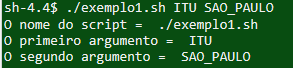 sh-4.4$ ./exemplo1.sh ITU SAO_PAULO
O nome do script =  ./exemplo1.sh
O primeiro argumento =  ITU
O segundo argumento =  SAO_PAULO